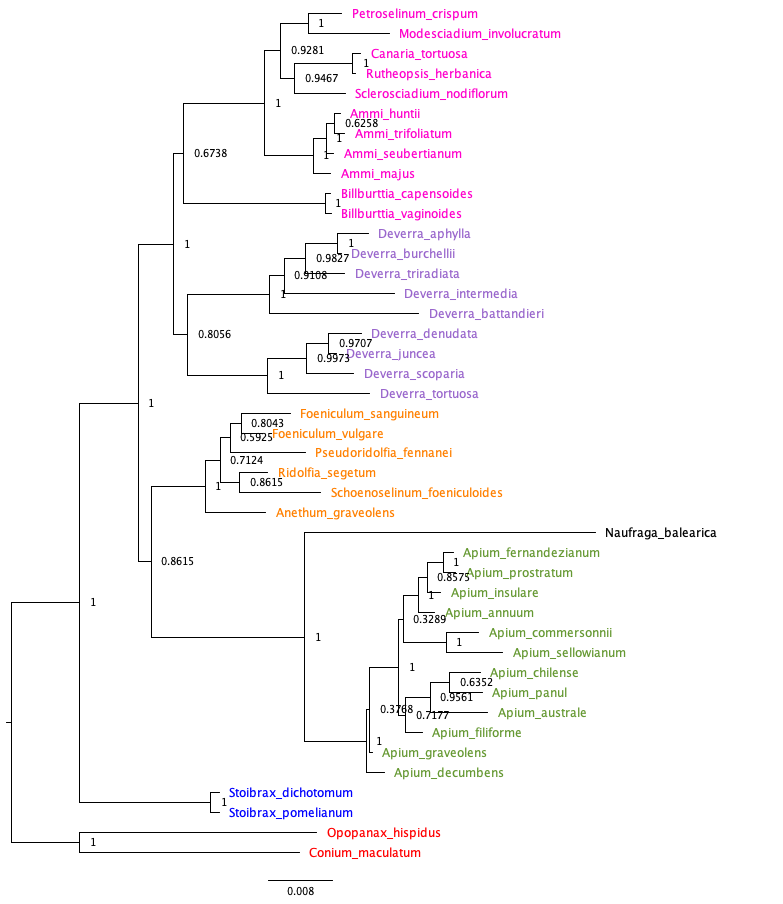 Petroselinum_crispum
1
Modesciadium_involucratum
0.9281
Canaria_tortuosa
1
Rutheopsis_herbanica
0.9467
Sclerosciadium_nodiflorum
1
Ammi_huntii
0.6258
Ammi_trifoliatum
1
Ammi_seubertianum
1
0.6738
Ammi_majus
Billburttia_capensoides
1
Billburttia_vaginoides
Deverra_aphylla
1
1
Deverra_burchellii
0.9827
Deverra_triradiata
0.9108
Deverra_intermedia
1
Deverra_battandieri
0.8056
Deverra_denudata
0.9707
Deverra_juncea
0.9973
Deverra_scoparia
1
Deverra_tortuosa
1
Foeniculum_sanguineum
0.8043
Foeniculum_vulgare
0.5925
Pseudoridolfia_fennanei
0.7124
Ridolfia_segetum
0.8615
1
Schoenoselinum_foeniculoides
Anethum_graveolens
Naufraga_balearica
Apium_fernandezianum
0.8615
1
Apium_prostratum
0.8575
Apium_insulare
1
1
Apium_annuum
0.3289
Apium_commersonnii
1
1
Apium_sellowianum
1
Apium_chilense
0.6352
Apium_panul
0.9561
Apium_australe
0.3768
0.7177
Apium_filiforme
1
Apium_graveolens
Apium_decumbens
Stoibrax_dichotomum
1
Stoibrax_pomelianum
Opopanax_hispidus
1
Conium_maculatum
0.008